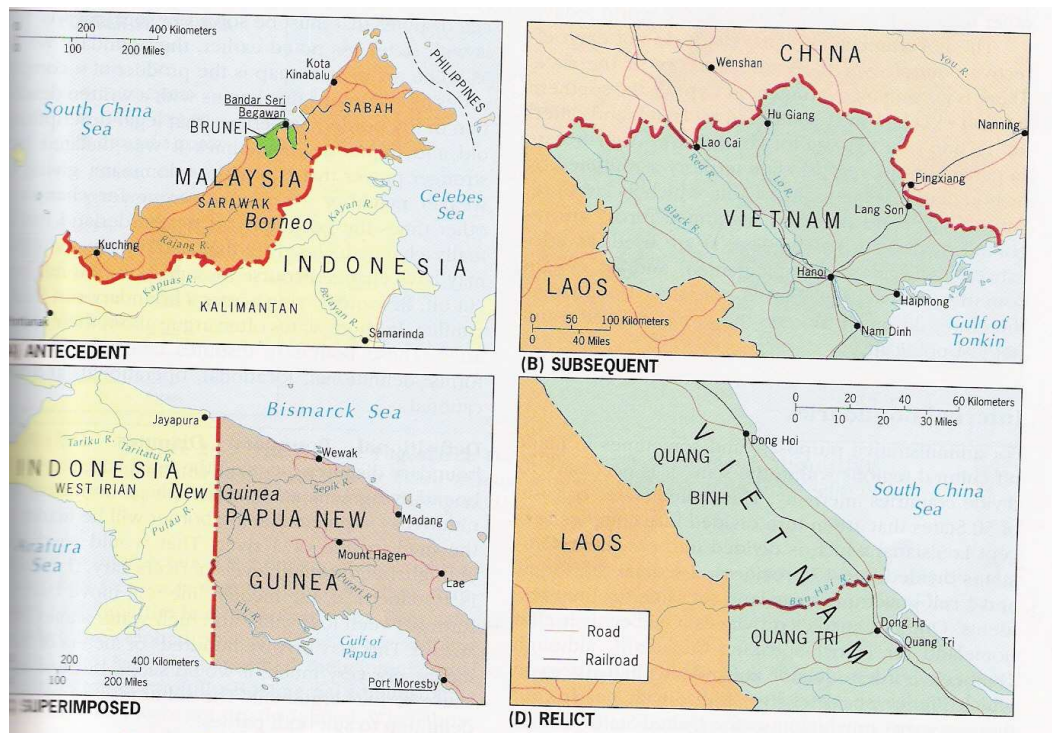 200 400 Kilometers
100 200 Miles
South China
Sea
Kota
Kinabalu
PHILIPPINES
Bandar Seri
Begawan
SABAH
BRUNEI
MALAYSIA
SARAWAK
Borneo
Celebes
Sea
Kayan R.
Kuching
Rajang R.
INDONESIA
Kapuas R.
KALIMANTAN
Belayan R.
Samarinda
ANTECEDENT
CHINA
Wenshan
You R.
Nanning
Hu Giang
Lao Cai
Red R.
Lo R.
Pingxiang
Lang Son
VIETNAM
Black R.
Hanoi
LAOS
Haiphong
0 50 100 Kilometers
0 40 Miles
Nam Dinh
Gulf of
Tonkin
(B) SUBSEQUENT
Bismarck Sea
Jayapura
Tariku R.
Taritatu R.
Wewak
INDONESIA
WEST IRIAN
New Guinea
Sepik R.
PAPUA NEW
GUINEA
Madang
Pulau R.
Mount Hagen
Arafura
Sea
Lae
Purari R.
Fly R.
Gulf of
Papua
200 400 Kilometers
100 200 Miles
Port Moresby
SUPERIMPOSED
0 20 40 60 Kilometers
0 10 20 30 Miles
Dong Hoi
QUANG
BINH
VIETNAM
South China
Sea
LAOS
Ben Hai R.
Dong Ha
QUANG TRI
Quang Tri
Road
Railroad
(D) RELICT